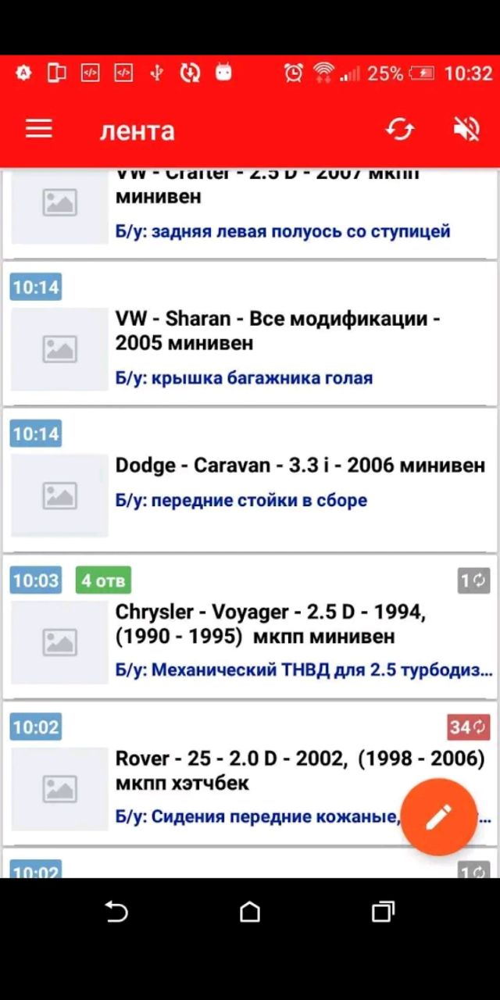 25% 10:32
лента
VW - Crafter - 2.5 D - 2007 мкпп
минивен
Б/у: задняя левая полуось со ступицей
10:14
VW - Sharan - Все модификации -
2005 минивен
Б/у: крышка багажника голая
10:14
Dodge - Caravan - 3.3 i - 2006 минивен
Б/у: передние стойки в сборе
10:03 4 отв 1
Chrysler - Voyager - 2.5 D - 1994,
(1990 - 1995) мкпп минивен
Б/у: Механический ТНВД для 2.5 турбодиз...
10:02 34
Rover - 25 - 2.0 D - 2002, (1998 - 2006)
мкпп хэтчбек
Б/у: Сидения передние кожаные, ...
10:02 1